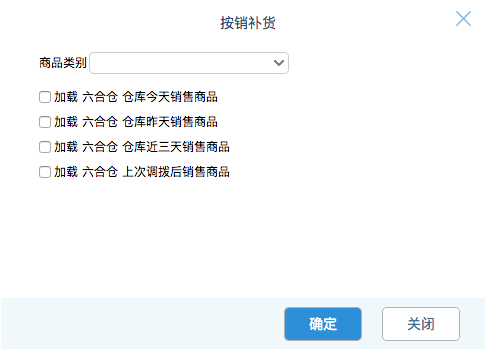 按销补货
商品类别
加载 六合仓 仓库今天销售商品
加载 六合仓 仓库昨天销售商品
加载 六合仓 仓库近三天销售商品
加载 六合仓 上次调拨后销售商品
确定 关闭